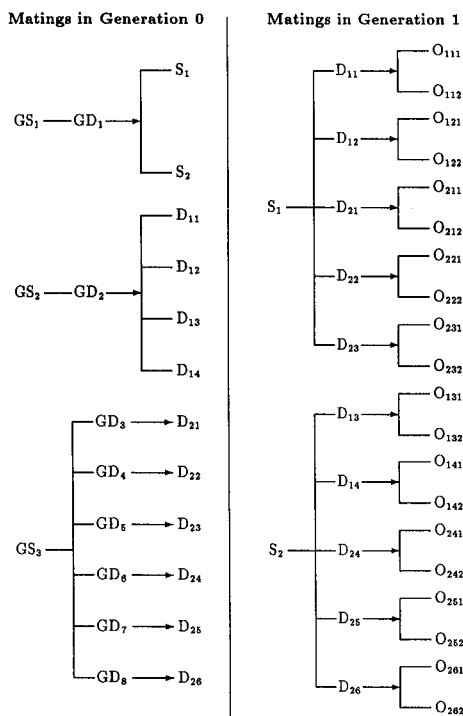 Matings in Generation 0
S₁
GS₁ GD₁
S₂
D₁₁
D₁₂
GS₂ GD₂
D₁₃
D₁₄
GD₃ D₂₁
GD₄ D₂₂
GD₅ D₂₃
GS₃
GD₆ D₂₄
GD₇ D₂₅
GD₈ D₂₆
Matings in Generation 1
O₁₁₁
D₁₁
O₁₁₂
O₁₂₁
D₁₂
O₁₂₂
O₂₁₁
S₁ D₂₁
O₂₁₂
O₂₂₁
D₂₂
O₂₂₂
O₂₃₁
D₂₃
O₂₃₂
O₁₃₁
D₁₃
O₁₃₂
O₁₄₁
D₁₄
O₁₄₂
O₂₄₁
S₂ D₂₄
O₂₄₂
O₂₅₁
D₂₅
O₂₅₂
O₂₆₁
D₂₆
O₂₆₂